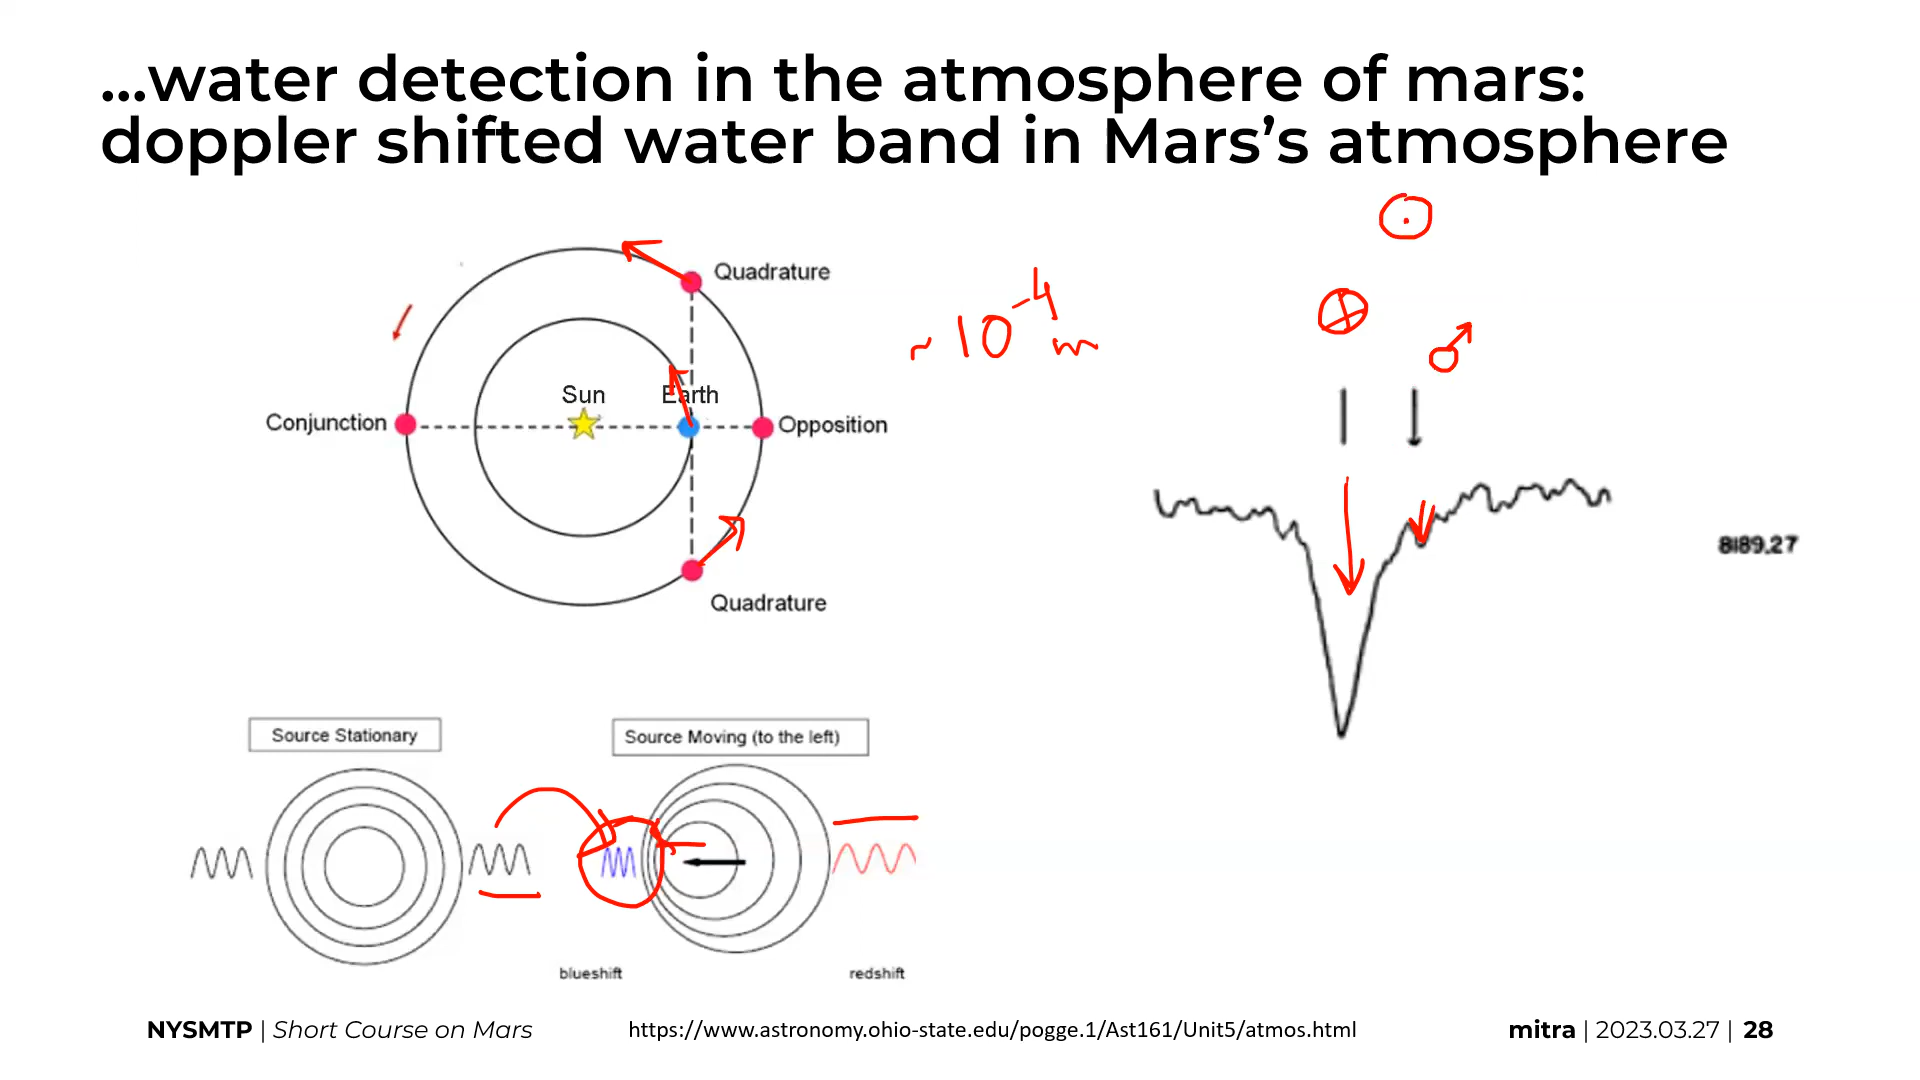 ...water detection in the atmosphere of mars:
doppler shifted water band in Mars’s atmosphere
Quadrature
~ 10⁻⁴ m
Sun
Earth
Conjunction
Opposition
8189.27
Quadrature
Source Stationary
Source Moving (to the left)
blueshift
redshift
NYSMTP | Short Course on Mars
https://www.astronomy.ohio-state.edu/pogge.1/Ast161/Unit5/atmos.html
mitra | 2023.03.27 | 28